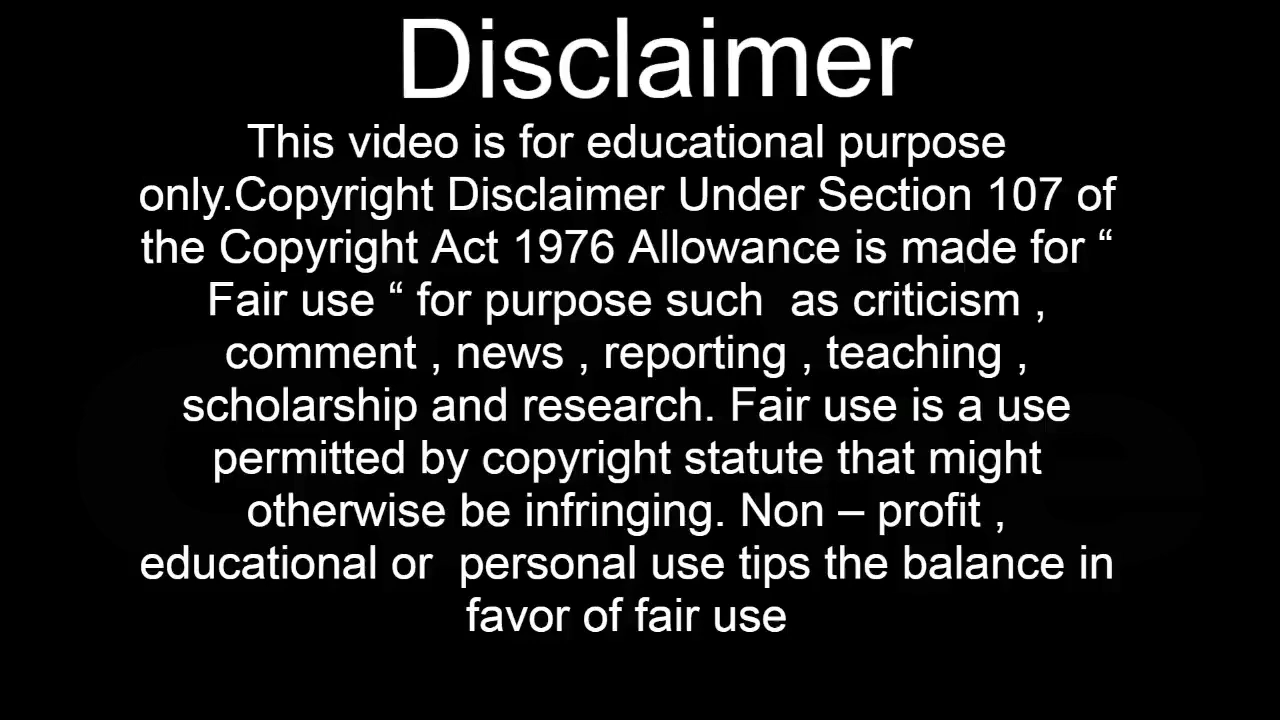 Disclaimer
This video is for educational purpose
only.Copyright Disclaimer Under Section 107 of
the Copyright Act 1976 Allowance is made for “
Fair use “ for purpose such  as criticism ,
comment , news , reporting , teaching ,
scholarship and research. Fair use is a use
permitted by copyright statute that might
otherwise be infringing. Non – profit ,
educational or  personal use tips the balance in
favor of fair use